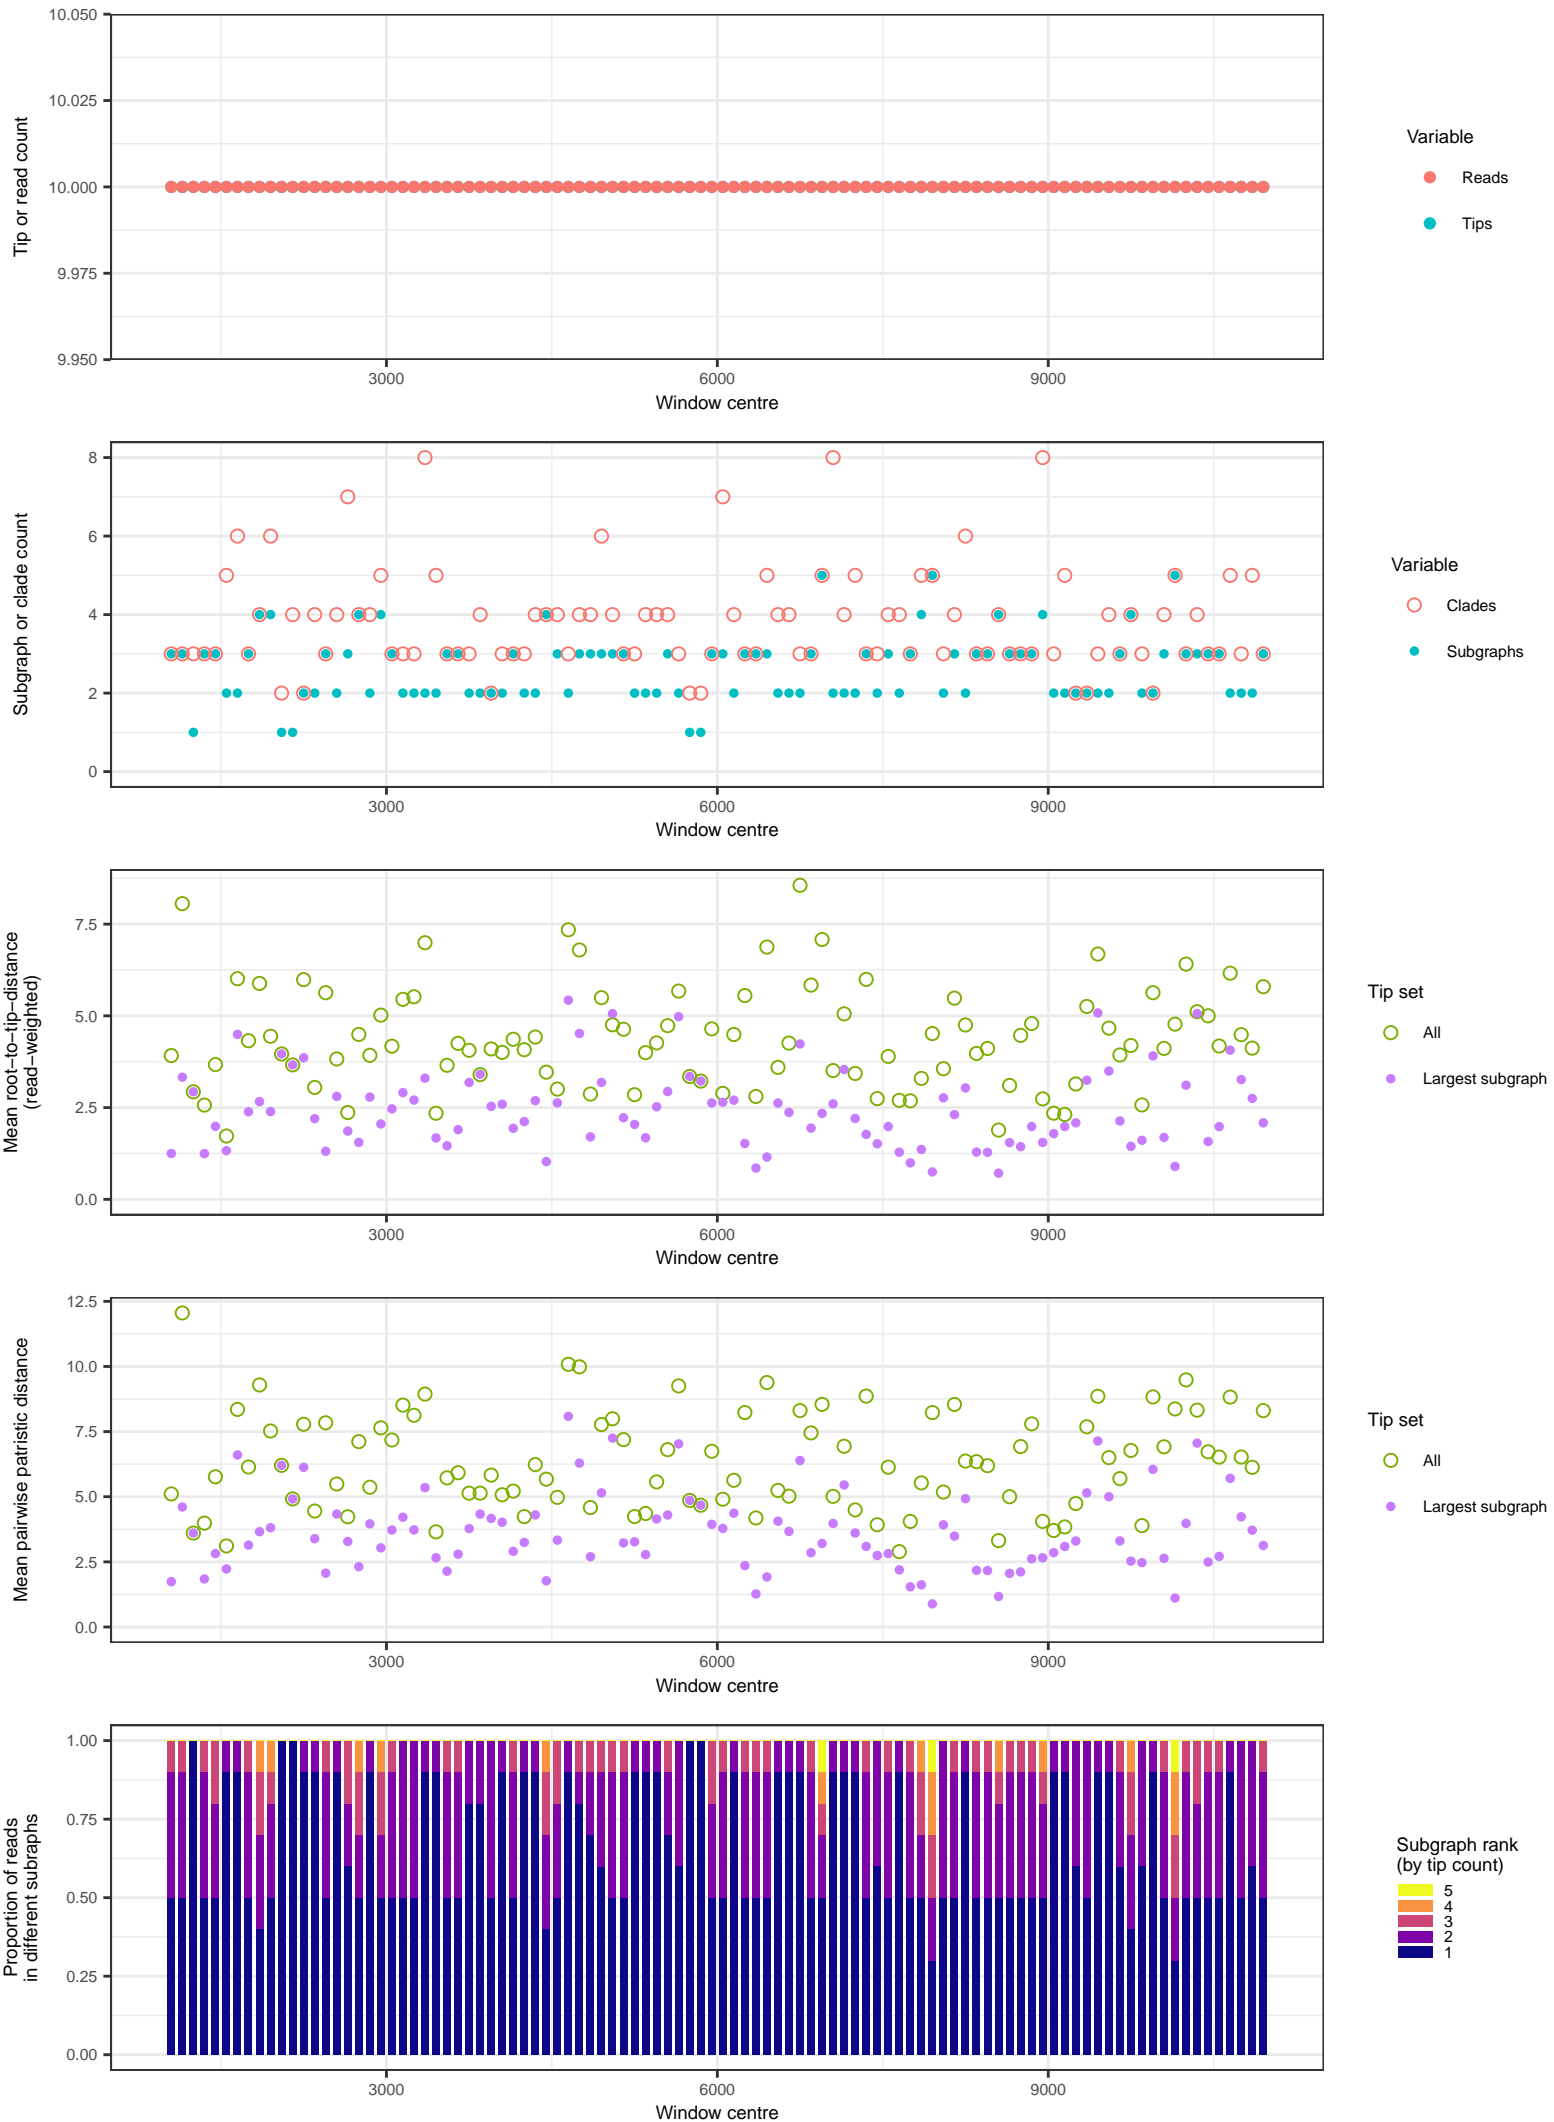 10.050
10.025
10.000
9.975
9.950
Tip or read count
3000
6000
9000
Window centre
Variable
Reads
Tips
8
6
4
2
0
Subgraph or clade count
3000
6000
9000
Window centre
Variable
Clades
Subgraphs
7.5
5.0
2.5
0.0
Mean root−to−tip−distance
(read−weighted)
3000
6000
9000
Window centre
Tip set
All
Largest subgraph
12.5
10.0
7.5
5.0
2.5
0.0
Mean pairwise patristic distance
3000
6000
9000
Window centre
Tip set
All
Largest subgraph
1.00
0.75
0.50
0.25
0.00
Proportion of reads
in different subraphs
3000
6000
9000
Window centre
Subgraph rank
(by tip count)
5
4
3
2
1